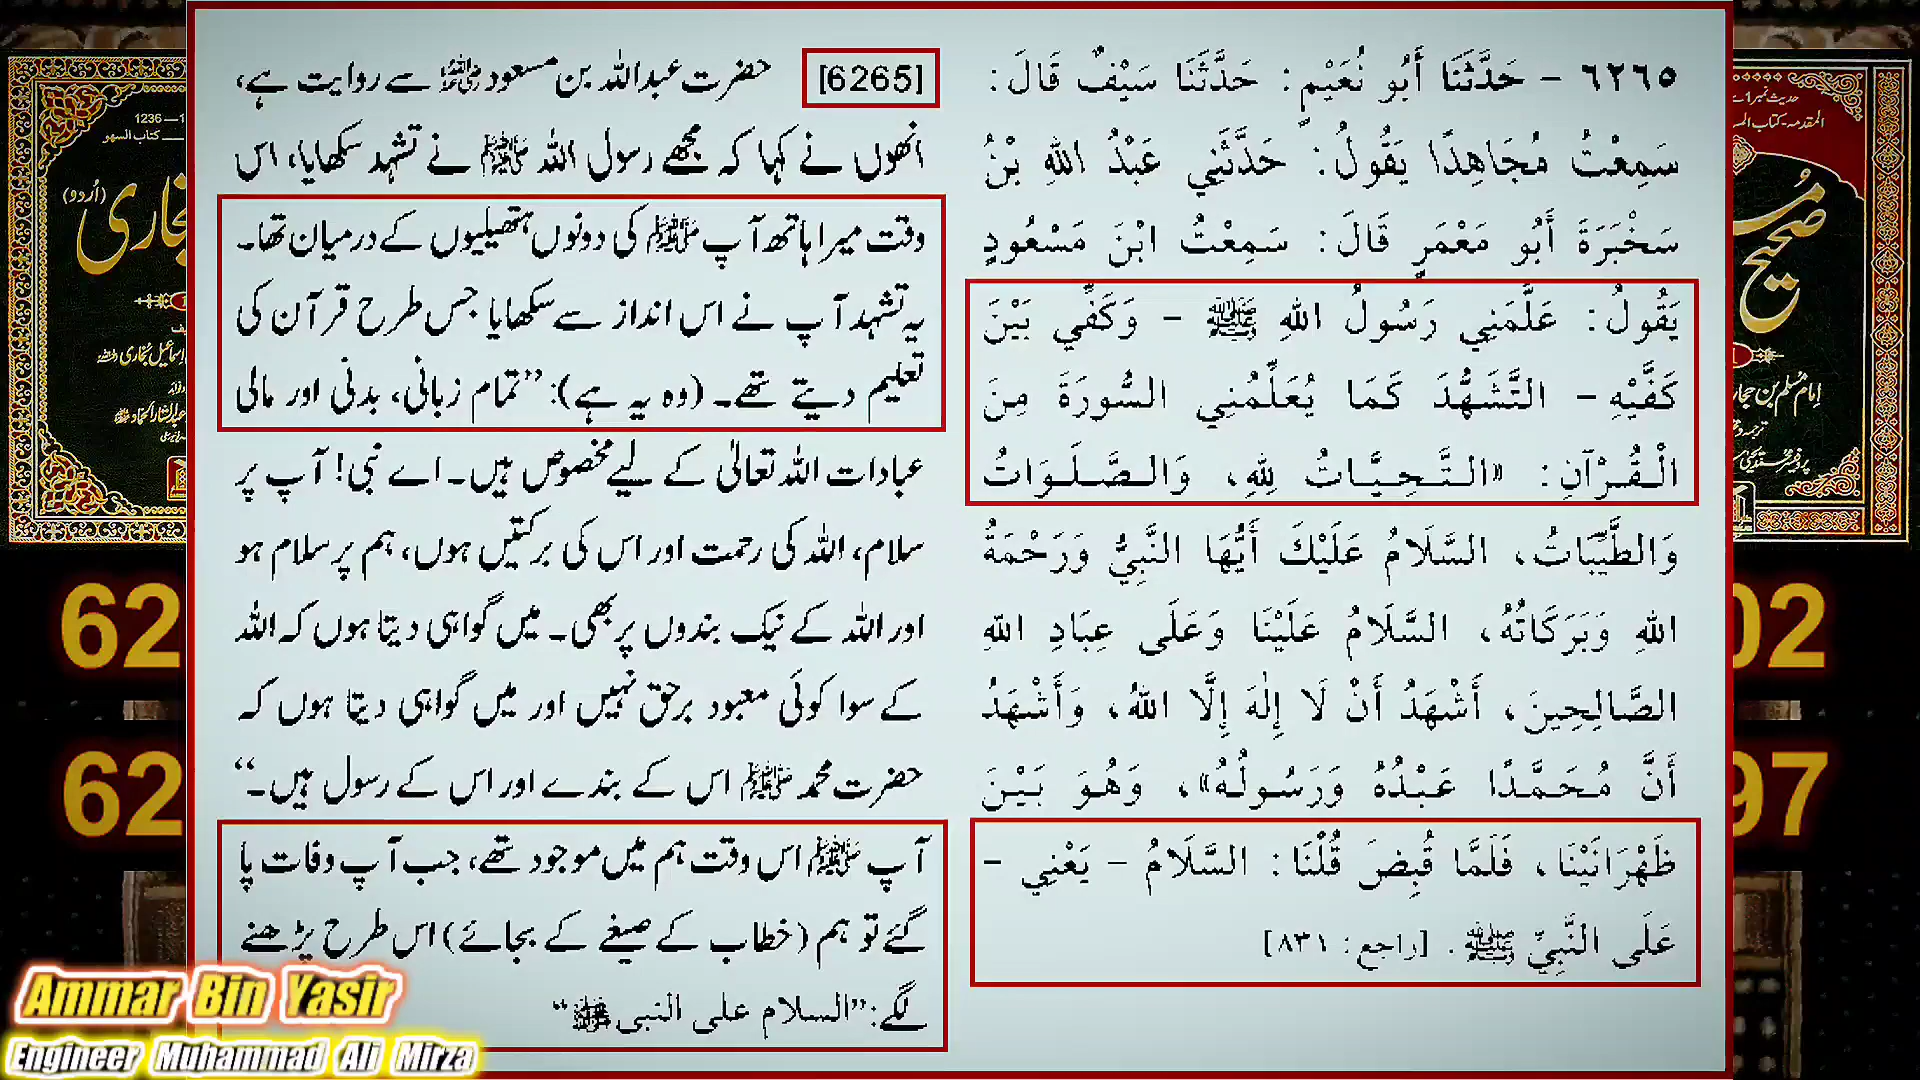 ٦٢٦٥ - حَدَّثَنَا أَبُو نُعَيْمٍ: حَدَّثَنَا سَيْفٌ قَالَ:
سَمِعْتُ مُجَاهِدًا يَقُولُ: حَدَّثَنِي عَبْدُ اللهِ بْنُ
سَخْبَرَةَ أَبُو مَعْمَرٍ قَالَ: سَمِعْتُ ابْنَ مَسْعُودٍ
يَقُولُ: عَلَّمَنِي رَسُولُ اللهِ ﷺ - وَكَفِّي بَيْنَ
كَفَّيْهِ - التَّشَهُّدَ كَمَا يُعَلِّمُنِي السُّورَةَ مِنَ
الْقُرْآنِ: «التَّحِيَّاتُ لِلهِ، وَالصَّلَوَاتُ
وَالطَّيِّبَاتُ، السَّلَامُ عَلَيْكَ أَيُّهَا النَّبِيُّ وَرَحْمَةُ
اللهِ وَبَرَكَاتُهُ، السَّلَامُ عَلَيْنَا وَعَلَى عِبَادِ اللهِ
الصَّالِحِينَ، أَشْهَدُ أَنْ لَا إِلٰهَ إِلَّا اللهُ، وَأَشْهَدُ
أَنَّ مُحَمَّدًا عَبْدُهُ وَرَسُولُهُ»، وَهُوَ بَيْنَ
ظَهْرَانَيْنَا، فَلَمَّا قُبِضَ قُلْنَا: السَّلَامُ - يَعْنِي -
عَلَى النَّبِيِّ ﷺ. [راجع: ٨٣١]
[6265] حضرت عبداللہ بن مسعود ؓ سے روایت ہے،
انھوں نے کہا کہ مجھے رسول اللہ ﷺ نے تشہد سکھایا، اس
وقت میرا ہاتھ آپ ﷺ کی دونوں ہتھیلیوں کے درمیان تھا۔
یہ تشہد آپ نے اس انداز سے سکھایا جس طرح قرآن کی
تعلیم دیتے تھے۔ (وہ یہ ہے): ”تمام زبانی، بدنی اور مالی
عبادات اللہ تعالیٰ کے لیے مخصوص ہیں۔ اے نبی! آپ پر
سلام، اللہ کی رحمت اور اس کی برکتیں ہوں، ہم پر سلام ہو
اور اللہ کے نیک بندوں پر بھی۔ میں گواہی دیتا ہوں کہ اللہ
کے سوا کوئی معبود برحق نہیں اور میں گواہی دیتا ہوں کہ
حضرت محمد ﷺ اس کے بندے اور اس کے رسول ہیں۔“
آپ ﷺ اس وقت ہم میں موجود تھے، جب آپ وفات پا
گئے تو ہم (خطاب کے صیغے کے بجائے) اس طرح پڑھنے
لگے: ”السلام علی النبی ﷺ“
صحیح
(اُردو)
62
02
62
97
Ammar Bin Yasir
Engineer Muhammad Ali Mirza